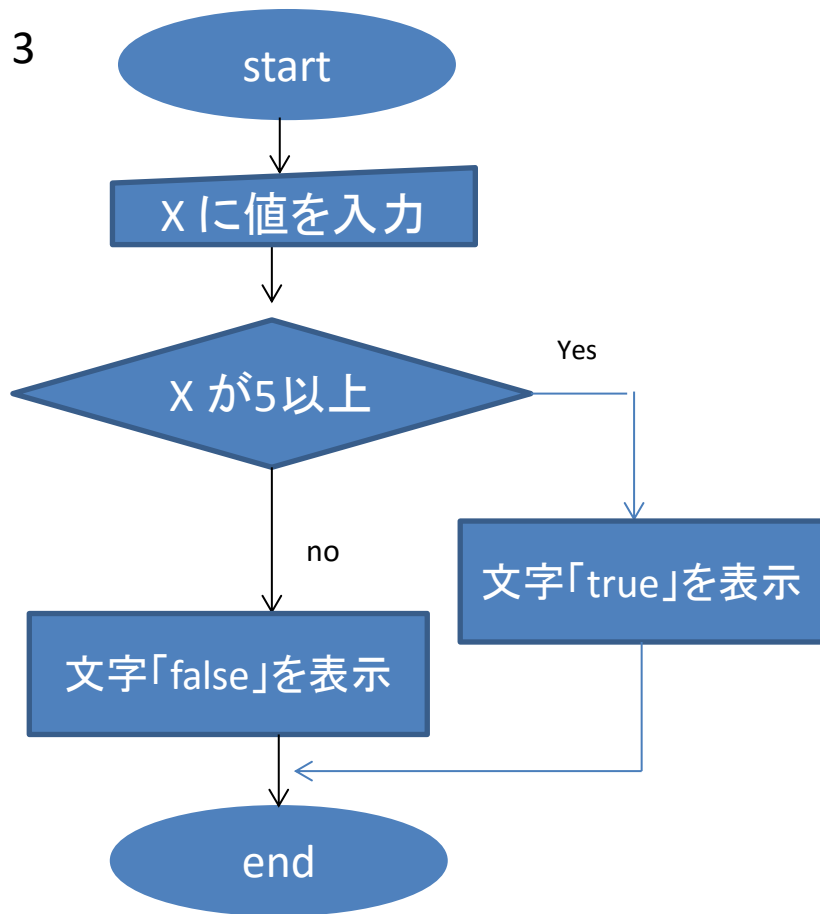 3
start
X に値を入力
X が5以上
Yes
no
文字「true」を表示
文字「false」を表示
end